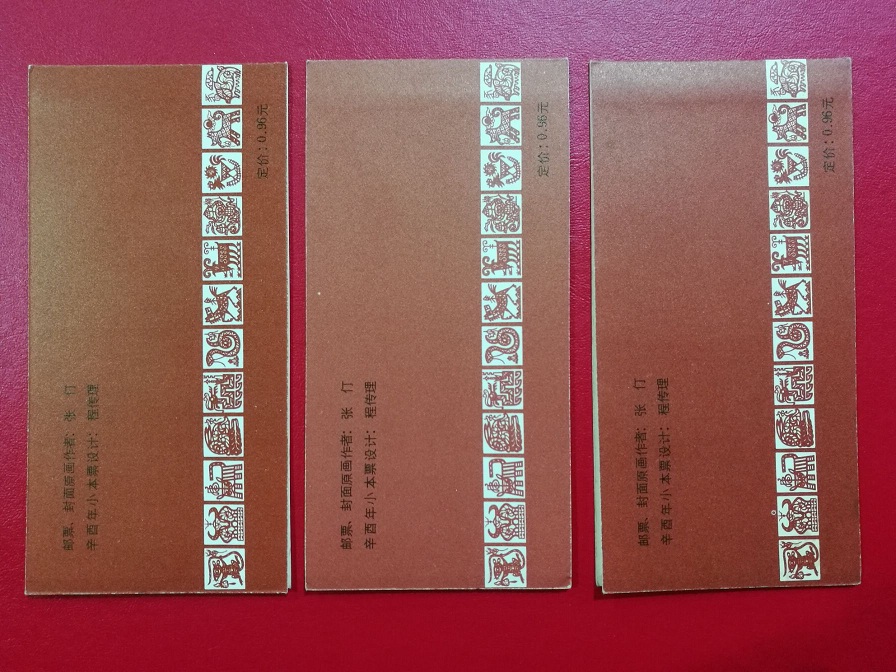 邮票、封面原画作者：张 仃
辛酉年小本票设计：程传理
定价：0.96元
邮票、封面原画作者：张 仃
辛酉年小本票设计：程传理
定价：0.96元
邮票、封面原画作者：张 仃
辛酉年小本票设计：程传理
定价：0.96元